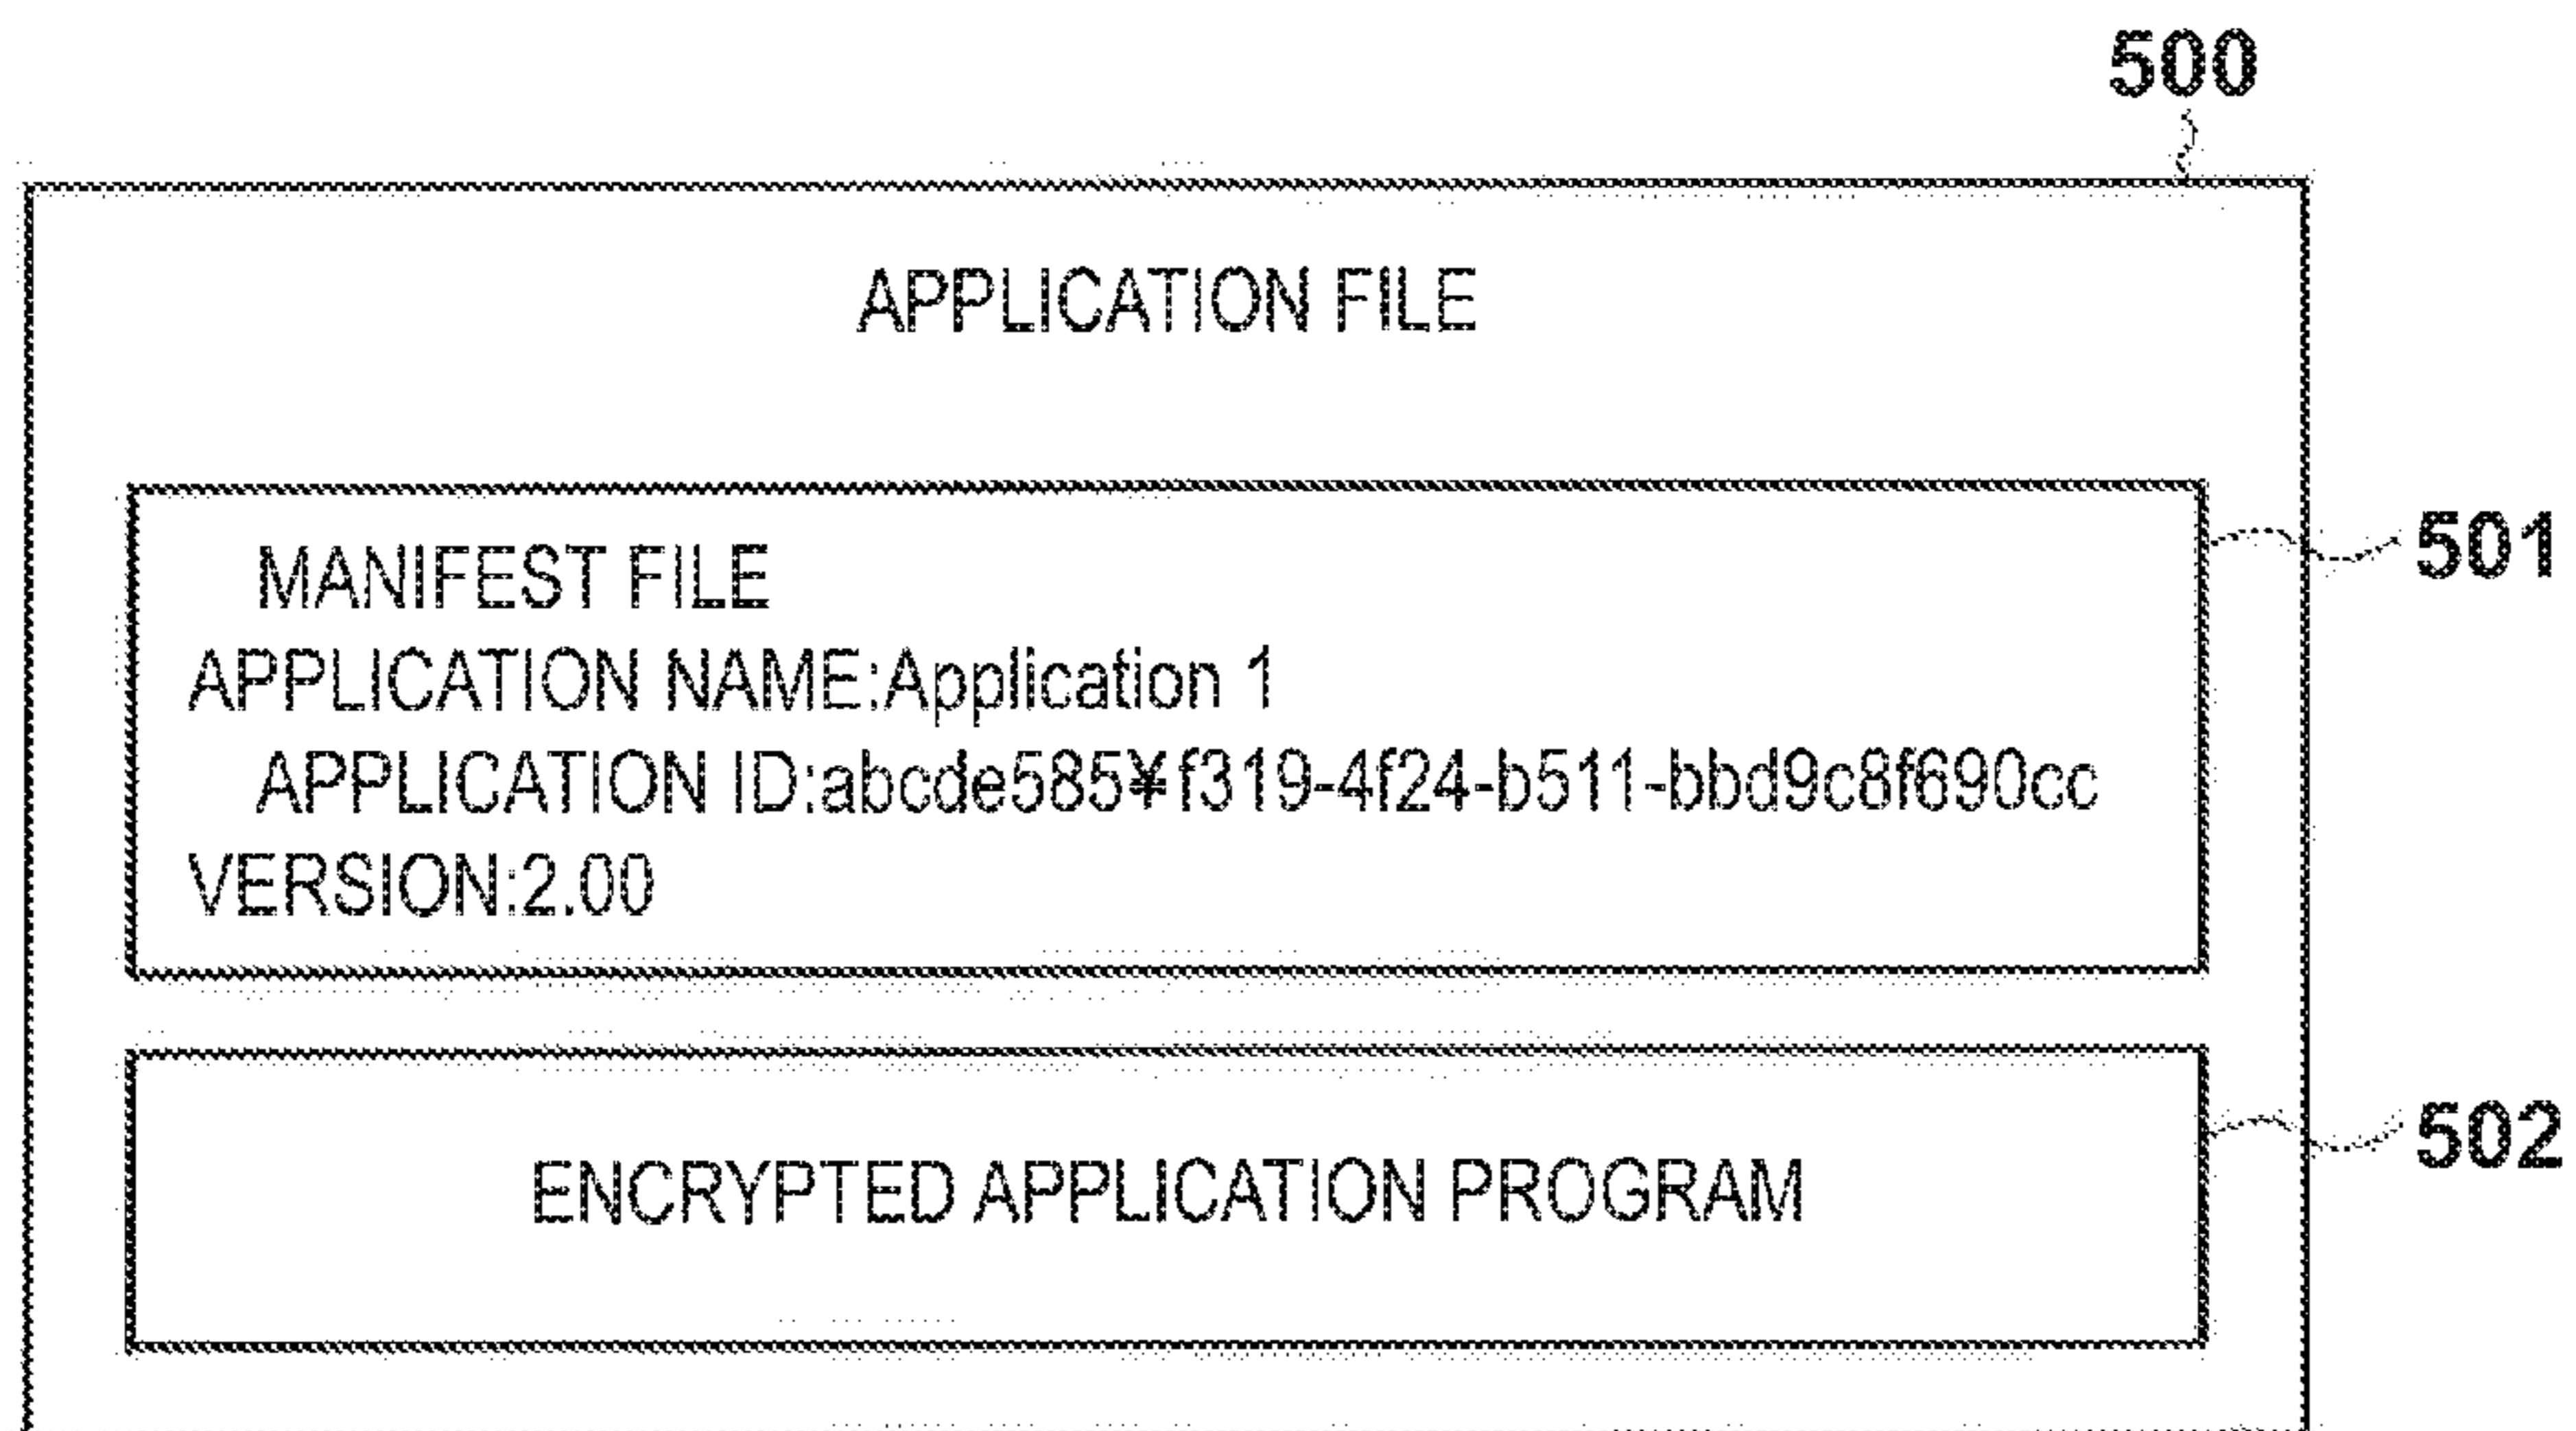 500
APPLICATION FILE
501
MANIFEST FILE
APPLICATION NAME:Application 1
APPLICATION ID:abcde585¥f319-4f24-b511-bbd9c8f690cc
VERSION:2.00
502
ENCRYPTED APPLICATION PROGRAM